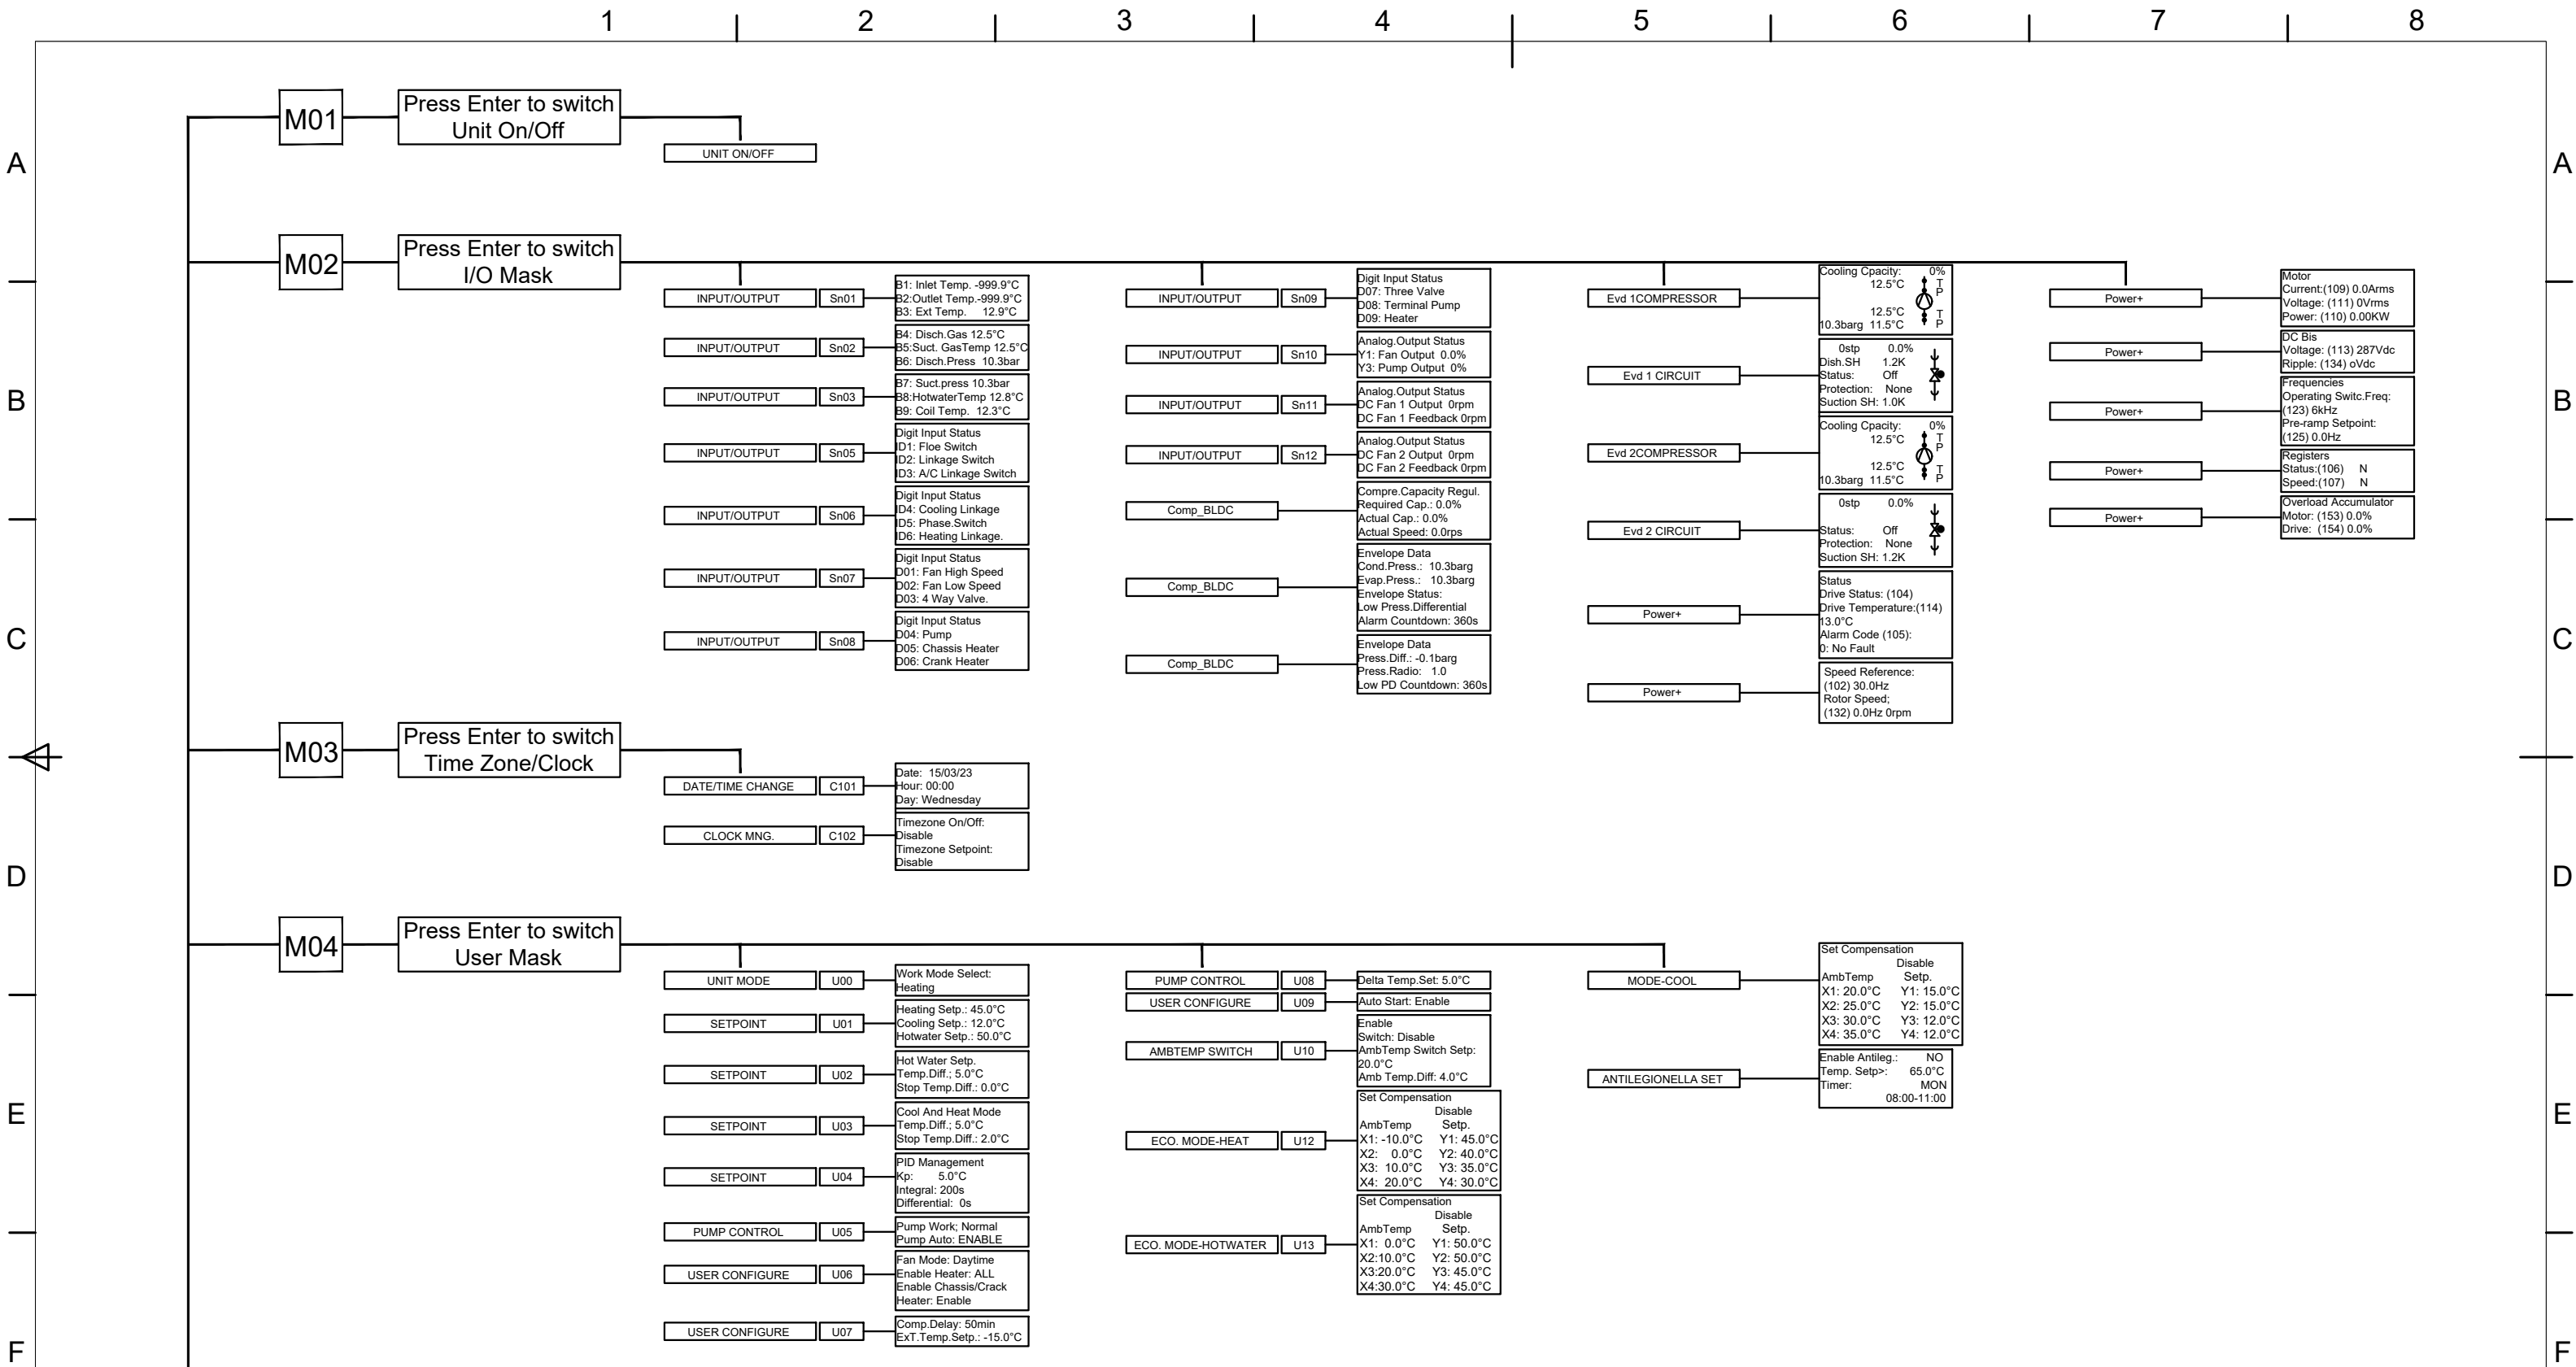 1 2 3 4 5 6 7 8
A A
B B
C C
D D
E E
F F
M01
Press Enter to switch
Unit On/Off
UNIT ON/OFF
M02
Press Enter to switch
I/O Mask
INPUT/OUTPUT Sn01
B1: Inlet Temp. -999.9°C
B2:Outlet Temp.-999.9°C
B3: Ext Temp. 12.9°C
INPUT/OUTPUT Sn02
B4: Disch.Gas 12.5°C
B5:Suct. GasTemp 12.5°C
B6: Disch.Press 10.3bar
INPUT/OUTPUT Sn03
B7: Suct.press 10.3bar
B8:HotwaterTemp 12.8°C
B9: Coil Temp. 12.3°C
INPUT/OUTPUT Sn05
Digit Input Status
ID1: Floe Switch
ID2: Linkage Switch
ID3: A/C Linkage Switch
INPUT/OUTPUT Sn06
Digit Input Status
ID4: Cooling Linkage
ID5: Phase.Switch
ID6: Heating Linkage.
INPUT/OUTPUT Sn07
Digit Input Status
D01: Fan High Speed
D02: Fan Low Speed
D03: 4 Way Valve.
INPUT/OUTPUT Sn08
Digit Input Status
D04: Pump
D05: Chassis Heater
D06: Crank Heater
INPUT/OUTPUT Sn09
Digit Input Status
D07: Three Valve
D08: Terminal Pump
D09: Heater
INPUT/OUTPUT Sn10
Analog.Output Status
Y1: Fan Output 0.0%
Y3: Pump Output 0%
INPUT/OUTPUT Sn11
Analog.Output Status
DC Fan 1 Output 0rpm
DC Fan 1 Feedback 0rpm
INPUT/OUTPUT Sn12
Analog.Output Status
DC Fan 2 Output 0rpm
DC Fan 2 Feedback 0rpm
Comp_BLDC
Compre.Capacity Regul.
Required Cap.: 0.0%
Actual Cap.: 0.0%
Actual Speed: 0.0rps
Comp_BLDC
Envelope Data
Cond.Press.: 10.3barg
Evap.Press.: 10.3barg
Envelope Status:
Low Press.Differential
Alarm Countdown: 360s
Comp_BLDC
Envelope Data
Press.Diff.: -0.1barg
Press.Radio: 1.0
Low PD Countdown: 360s
Evd 1COMPRESSOR
Cooling Cpacity: 0%
12.5°C T
P
12.5°C T
10.3barg 11.5°C P
Evd 1 CIRCUIT
0stp 0.0%
Dish.SH 1.2K
Status: Off
Protection: None
Suction SH: 1.0K
Evd 2COMPRESSOR
Cooling Cpacity: 0%
12.5°C T
P
12.5°C T
10.3barg 11.5°C P
Evd 2 CIRCUIT
0stp 0.0%
Status: Off
Protection: None
Suction SH: 1.2K
Power+
Status
Drive Status: (104)
Drive Temperature:(114)
13.0°C
Alarm Code (105):
0: No Fault
Power+
Speed Reference:
(102) 30.0Hz
Rotor Speed;
(132) 0.0Hz 0rpm
Power+
Motor
Current:(109) 0.0Arms
Voltage: (111) 0Vrms
Power: (110) 0.00KW
Power+
DC Bis
Voltage: (113) 287Vdc
Ripple: (134) oVdc
Power+
Frequencies
Operating Switc.Freq:
(123) 6kHz
Pre-ramp Setpoint:
(125) 0.0Hz
Power+
Registers
Status:(106) N
Speed:(107) N
Power+
Overload Accumulator
Motor: (153) 0.0%
Drive: (154) 0.0%
M03
Press Enter to switch
Time Zone/Clock
DATE/TIME CHANGE C101
Date: 15/03/23
Hour: 00:00
Day: Wednesday
CLOCK MNG. C102
Timezone On/Off:
Disable
Timezone Setpoint:
Disable
M04
Press Enter to switch
User Mask
UNIT MODE U00
Work Mode Select:
Heating
SETPOINT U01
Heating Setp.: 45.0°C
Cooling Setp.: 12.0°C
Hotwater Setp.: 50.0°C
SETPOINT U02
Hot Water Setp.
Temp.Diff.; 5.0°C
Stop Temp.Diff.: 0.0°C
SETPOINT U03
Cool And Heat Mode
Temp.Diff.; 5.0°C
Stop Temp.Diff.: 2.0°C
SETPOINT U04
PID Management
Kp: 5.0°C
Integral: 200s
Differential: 0s
PUMP CONTROL U05
Pump Work; Normal
Pump Auto: ENABLE
USER CONFIGURE U06
Fan Mode: Daytime
Enable Heater: ALL
Enable Chassis/Crack
Heater: Enable
USER CONFIGURE U07
Comp.Delay: 50min
ExT.Temp.Setp.: -15.0°C
PUMP CONTROL U08
Delta Temp.Set: 5.0°C
USER CONFIGURE U09
Auto Start: Enable
AMBTEMP SWITCH U10
Enable
Switch: Disable
AmbTemp Switch Setp:
20.0°C
Amb Temp.Diff: 4.0°C
ECO. MODE-HEAT U12
Set Compensation
Disable
AmbTemp Setp.
X1: -10.0°C Y1: 45.0°C
X2: 0.0°C Y2: 40.0°C
X3: 10.0°C Y3: 35.0°C
X4: 20.0°C Y4: 30.0°C
ECO. MODE-HOTWATER U13
Set Compensation
Disable
AmbTemp Setp.
X1: 0.0°C Y1: 50.0°C
X2:10.0°C Y2: 50.0°C
X3:20.0°C Y3: 45.0°C
X4:30.0°C Y4: 45.0°C
MODE-COOL
Set Compensation
Disable
AmbTemp Setp.
X1: 20.0°C Y1: 15.0°C
X2: 25.0°C Y2: 15.0°C
X3: 30.0°C Y3: 12.0°C
X4: 35.0°C Y4: 12.0°C
ANTILEGIONELLA SET
Enable Antileg.: NO
Temp. Setp>: 65.0°C
Timer: MON
08:00-11:00